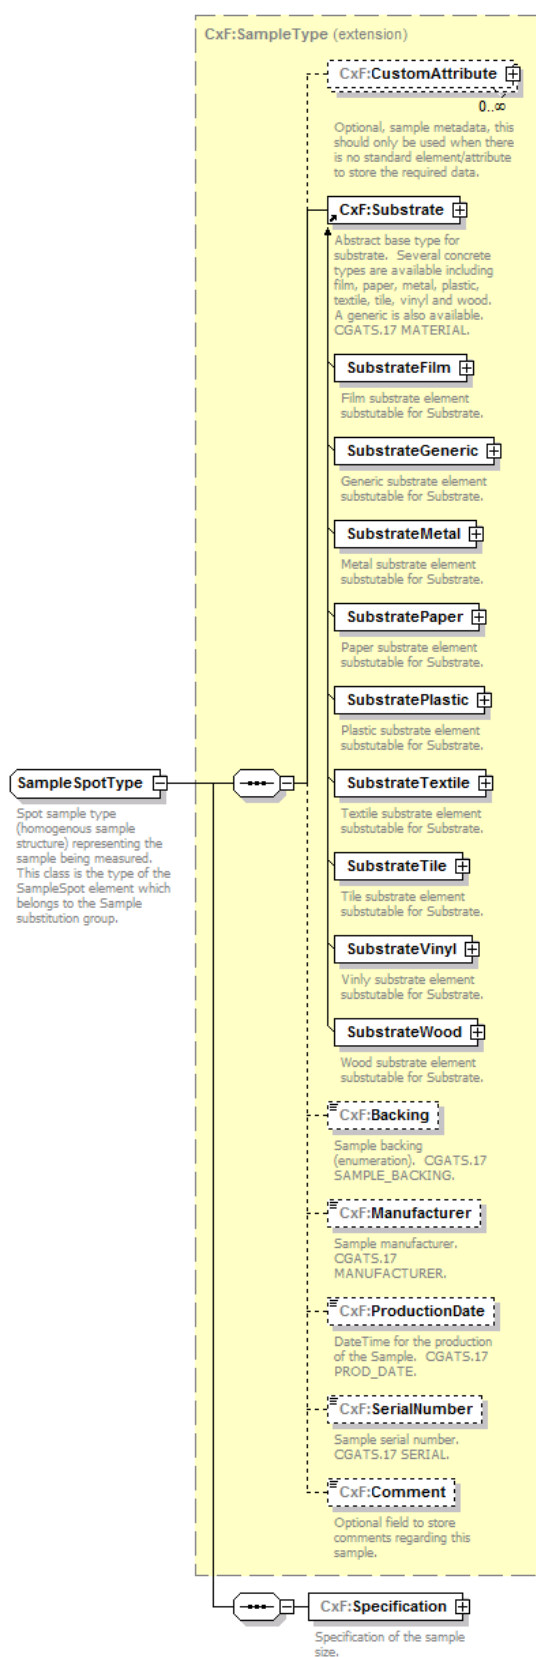 CxF:SampleType (extension)
CxF:CustomAttribute
0..∞
Optional, sample metadata, this
should only be used when there
is no standard element/attribute
to store the required data.
CxF:Substrate
Abstract base type for
substrate.  Several concrete
types are available including
film, paper, metal, plastic,
textile, tile, vinyl and wood.
A generic is also available.
CGATS.17 MATERIAL.
SubstrateFilm
Film substrate element
substutable for Substrate.
SubstrateGeneric
Generic substrate element
substutable for Substrate.
SubstrateMetal
Metal substrate element
substutable for Substrate.
SubstratePaper
Paper substrate element
substutable for Substrate.
SubstratePlastic
Plastic substrate element
substutable for Substrate.
SampleSpotType
Spot sample type
(homogenous sample
structure) representing the
sample being measured.
This class is the type of the
SampleSpot element which
belongs to the Sample
substitution group.
SubstrateTextile
Textile substrate element
substutable for Substrate.
SubstrateTile
Tile substrate element
substutable for Substrate.
SubstrateVinyl
Vinly substrate element
substutable for Substrate.
SubstrateWood
Wood substrate element
substutable for Substrate.
CxF:Backing
Sample backing
(enumeration).  CGATS.17
SAMPLE_BACKING.
CxF:Manufacturer
Sample manufacturer.
CGATS.17
MANUFACTURER.
CxF:ProductionDate
DateTime for the production
of the Sample.  CGATS.17
PROD_DATE.
CxF:SerialNumber
Sample serial number.
CGATS.17 SERIAL.
CxF:Comment
Optional field to store
comments regarding this
sample.
CxF:Specification
Specification of the sample
size.